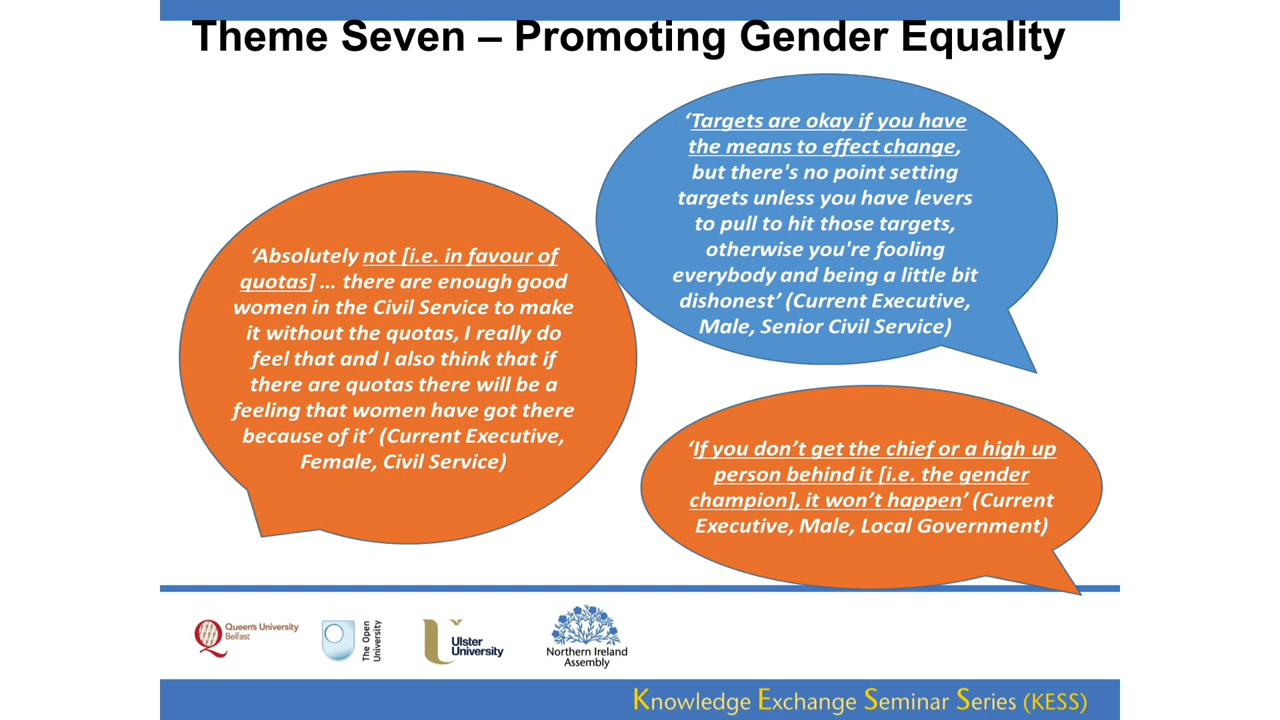 Theme Seven – Promoting Gender Equality
‘Targets are okay if you have
the means to effect change,
but there's no point setting
targets unless you have levers
to pull to hit those targets,
otherwise you're fooling
everybody and being a little bit
dishonest’ (Current Executive,
Male, Senior Civil Service)
‘Absolutely not [i.e. in favour of
quotas] … there are enough good
women in the Civil Service to make
it without the quotas, I really do
feel that and I also think that if
there are quotas there will be a
feeling that women have got there
because of it’ (Current Executive,
Female, Civil Service)
‘If you don’t get the chief or a high up
person behind it [i.e. the gender
champion], it won’t happen’ (Current
Executive, Male, Local Government)
Queen's University
Belfast
The Open
University
Ulster
University
Northern Ireland
Assembly
Knowledge Exchange Seminar Series (KESS)